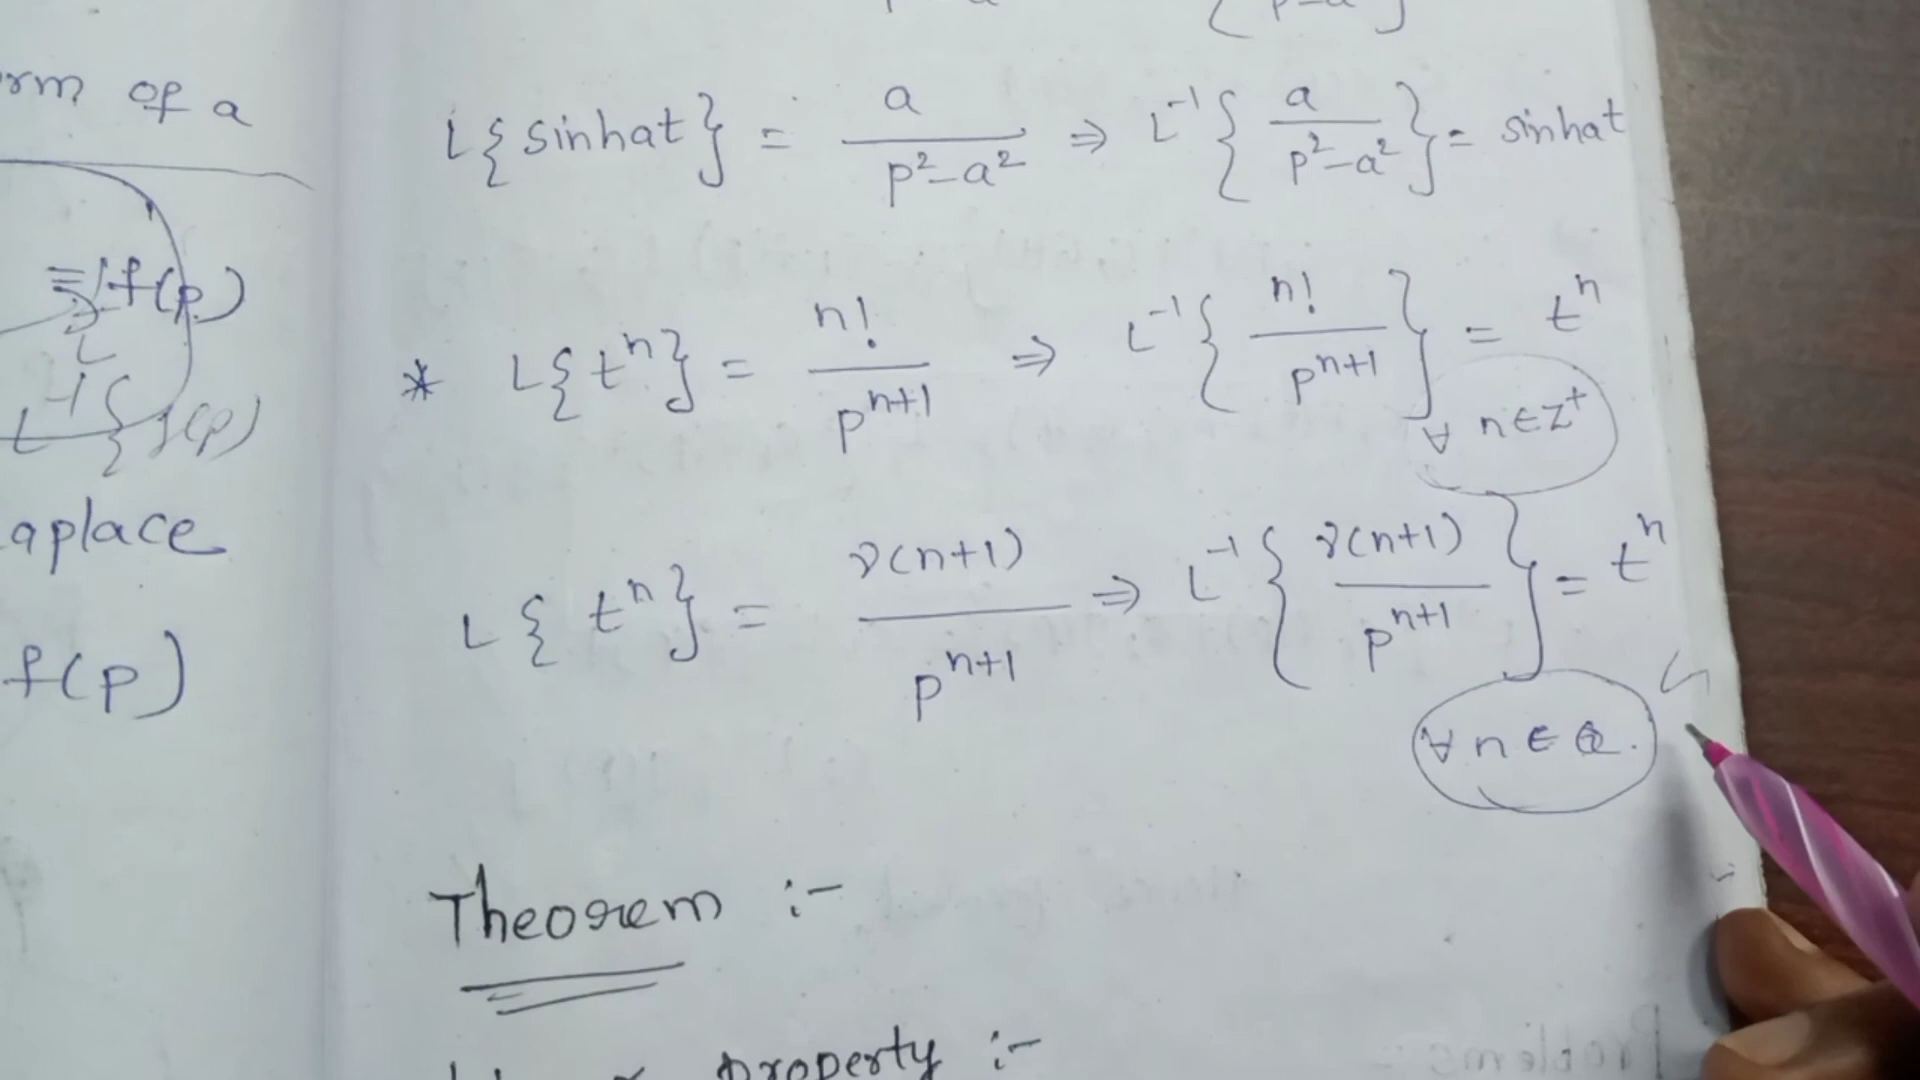 rm of a
f(p)
L⁻¹{f(p)
aplace
f(p)
p-a {p-a}
L{sinhat} = a/(p²-a²) ⇒ L⁻¹{a/(p²-a²)} = sinhat
* L{tⁿ} = n!/pⁿ⁺¹ ⇒ L⁻¹{n!/pⁿ⁺¹} = tⁿ
∀ n∈Z⁺
L{tⁿ} = γ(n+1)/pⁿ⁺¹ ⇒ L⁻¹{γ(n+1)/pⁿ⁺¹} = tⁿ
∀ n ∈ Q.
Theorem :-
property :-